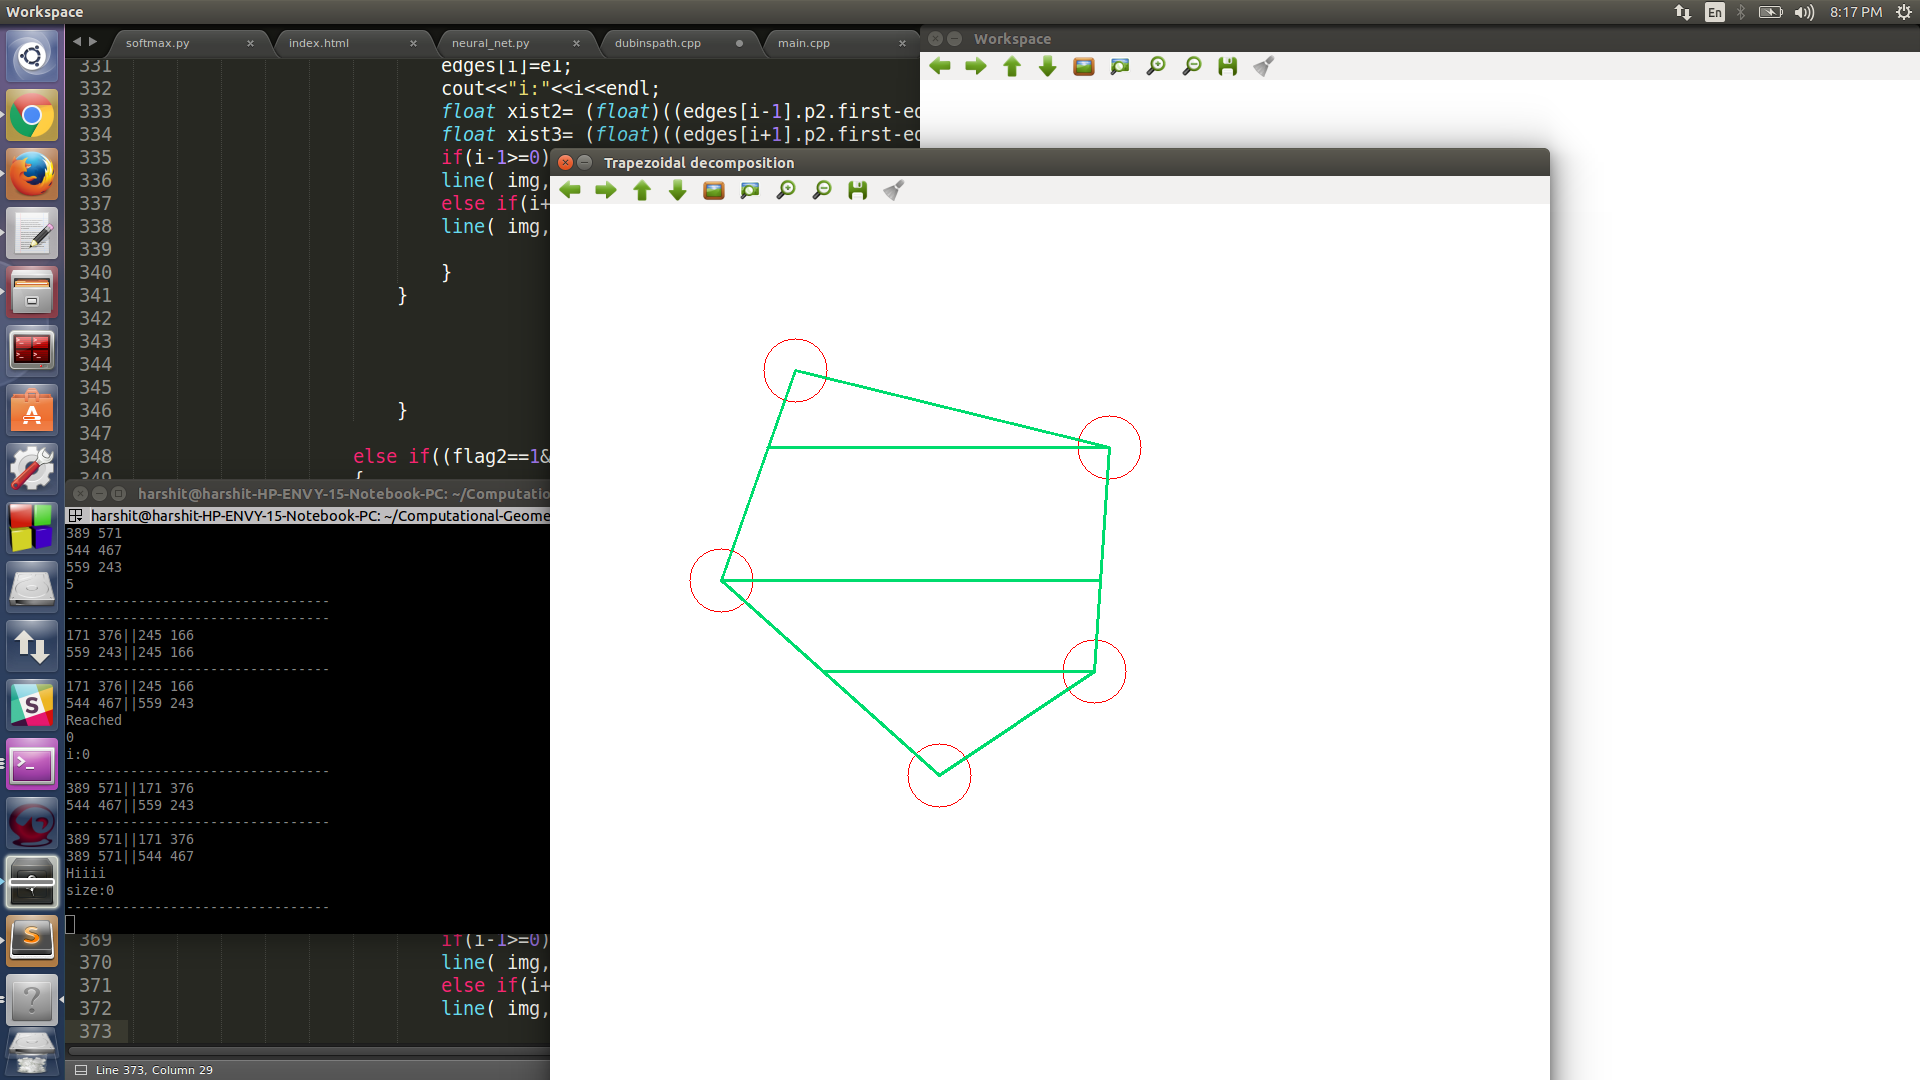 Workspace
En
8:17 PM
softmax.py
index.html
neural_net.py
dubinspath.cpp
main.cpp
Workspace
331 edges[i]=e1;
332 cout<<"i:"<<i<<endl;
333 float xist2= (float)((edges[i-1].p2.first-ed
334 float xist3= (float)((edges[i+1].p2.first-ed
335 if(i-1>=0)
336 line( img,
337 else if(i+
338 line( img,
339
340 }
341 }
342
343
344
345
346 }
347
348 else if((flag2==1&
349 {
Trapezoidal decomposition
harshit@harshit-HP-ENVY-15-Notebook-PC: ~/Computatio
harshit@harshit-HP-ENVY-15-Notebook-PC: ~/Computational-Geome
389 571
544 467
559 243
5
---------------------------------
---------------------------------
171 376||245 166
559 243||245 166
---------------------------------
171 376||245 166
544 467||559 243
Reached
0
i:0
---------------------------------
389 571||171 376
544 467||559 243
---------------------------------
389 571||171 376
389 571||544 467
Hiiii
size:0
---------------------------------
369 if(i-1>=0)
370 line( img,
371 else if(i+
372 line( img,
373
Line 373, Column 29